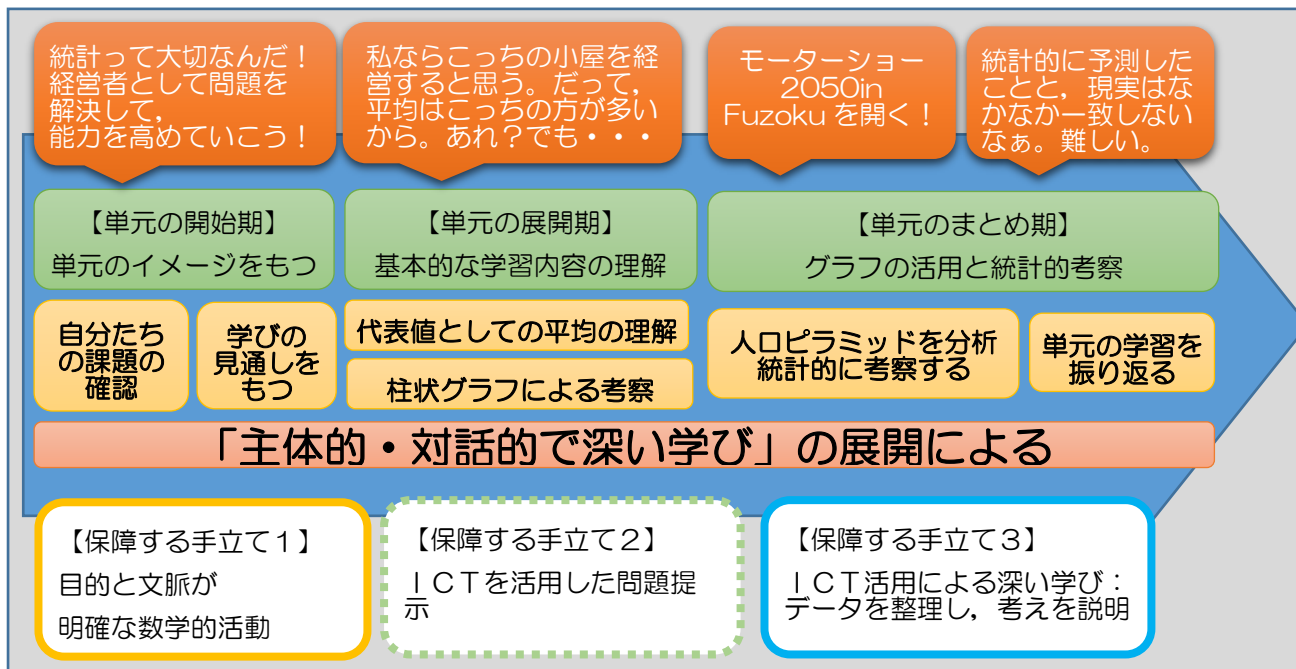 統計って大切なんだ！
経営者として問題を
解決して，
能力を高めていこう！
私ならこっちの小屋を経
営すると思う。だって，
平均はこっちの方が多い
から。あれ？でも・・・
モーターショー
2050in
Fuzoku を開く！
統計的に予測した
ことと，現実はな
かなか一致しない
なぁ。難しい。
【単元の開始期】
単元のイメージをもつ
【単元の展開期】
基本的な学習内容の理解
【単元のまとめ期】
グラフの活用と統計的考察
自分たち
の課題の
確認
学びの
見通しを
もつ
代表値としての平均の理解
柱状グラフによる考察
人口ピラミッドを分析
統計的に考察する
単元の学習を
振り返る
「主体的・対話的で深い学び」の展開による
【保障する手立て１】
目的と文脈が
明確な数学的活動
【保障する手立て２】
ＩＣＴを活用した問題提
示
【保障する手立て３】
ＩＣＴ活用による深い学び：
データを整理し，考えを説明